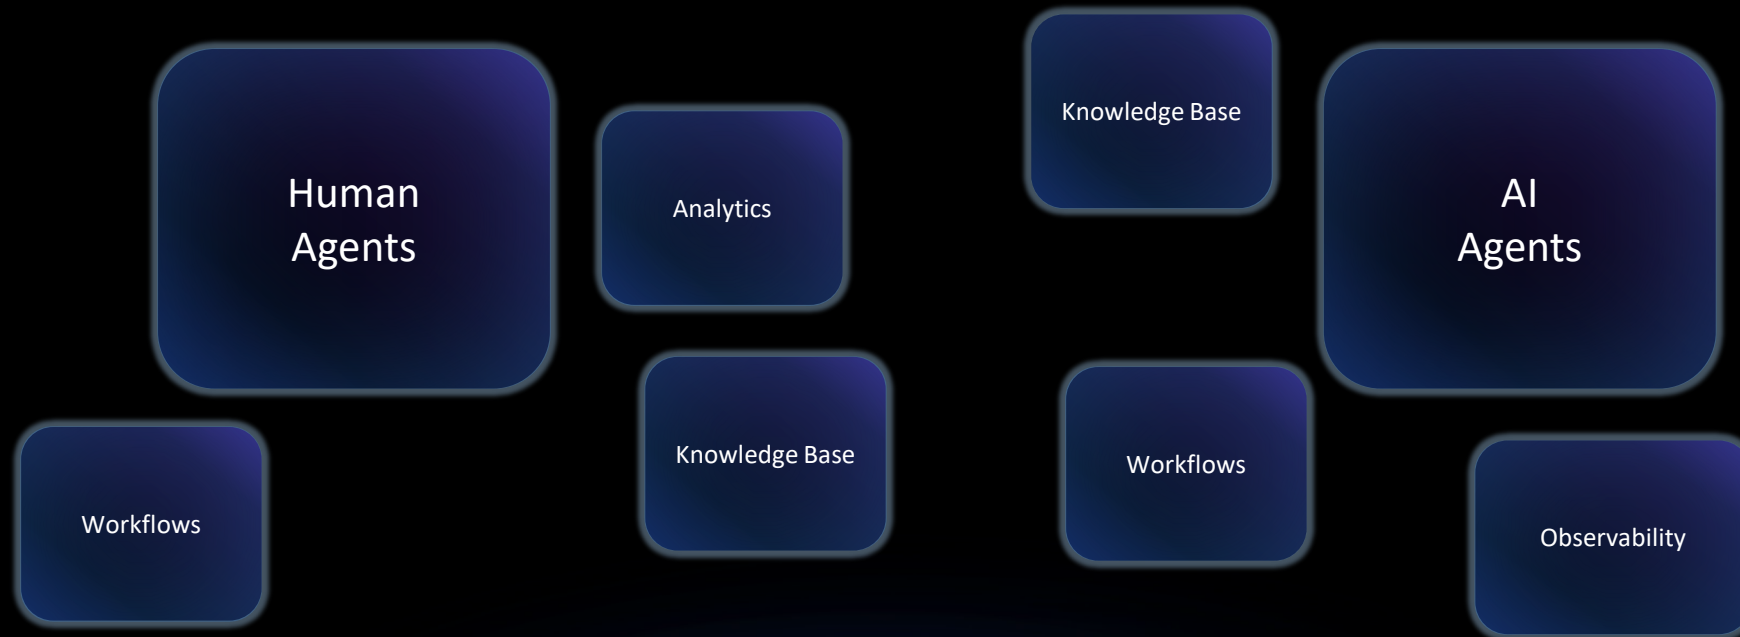 Human
Agents
Analytics
Knowledge Base
Workflows
Knowledge Base
AI
Agents
Workflows
Observability